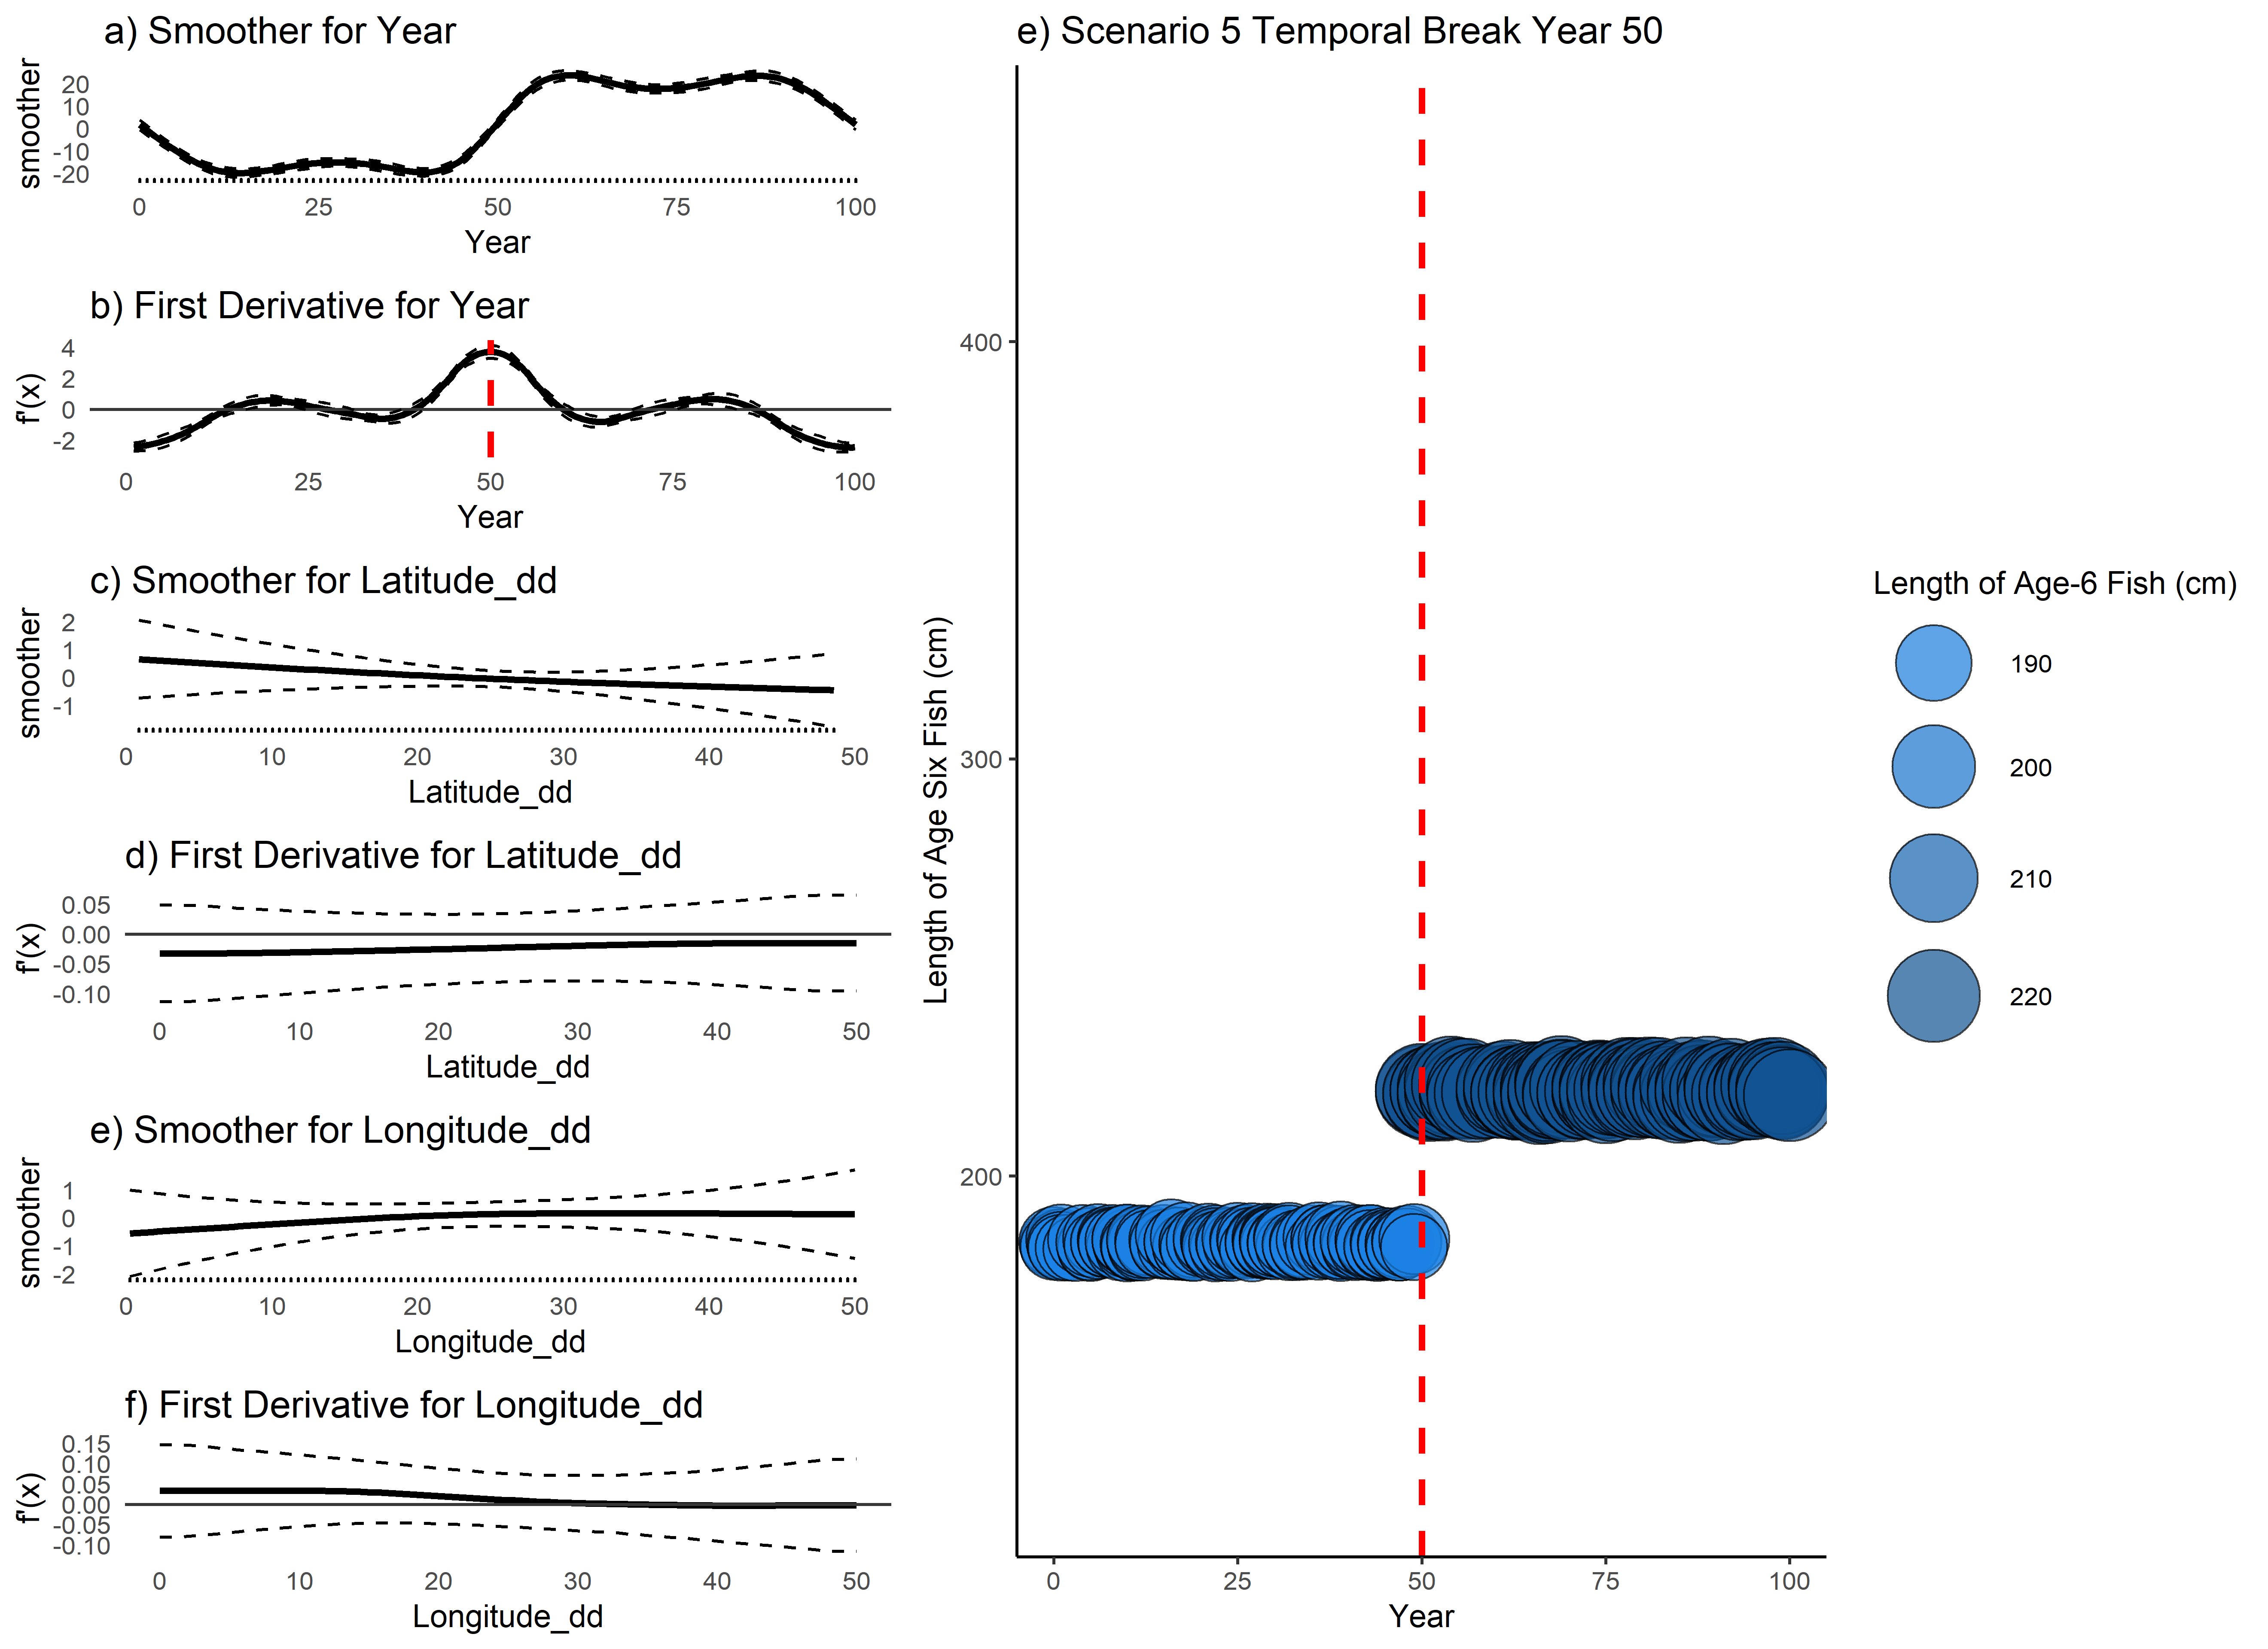 a) Smoother for Year
smoother
20
10
0
-10
-20
0 25 50 75 100
Year
b) First Derivative for Year
f'(x)
4
2
0
-2
0 25 50 75 100
Year
c) Smoother for Latitude_dd
smoother
2
1
0
-1
0 10 20 30 40 50
Latitude_dd
d) First Derivative for Latitude_dd
f'(x)
0.05
0.00
-0.05
-0.10
0 10 20 30 40 50
Latitude_dd
e) Smoother for Longitude_dd
smoother
1
0
-1
-2
0 10 20 30 40 50
Longitude_dd
f) First Derivative for Longitude_dd
f'(x)
0.15
0.10
0.05
0.00
-0.05
-0.10
0 10 20 30 40 50
Longitude_dd
e) Scenario 5 Temporal Break Year 50
Length of Age Six Fish (cm)
400
300
200
0 25 50 75 100
Year
Length of Age-6 Fish (cm)
190
200
210
220